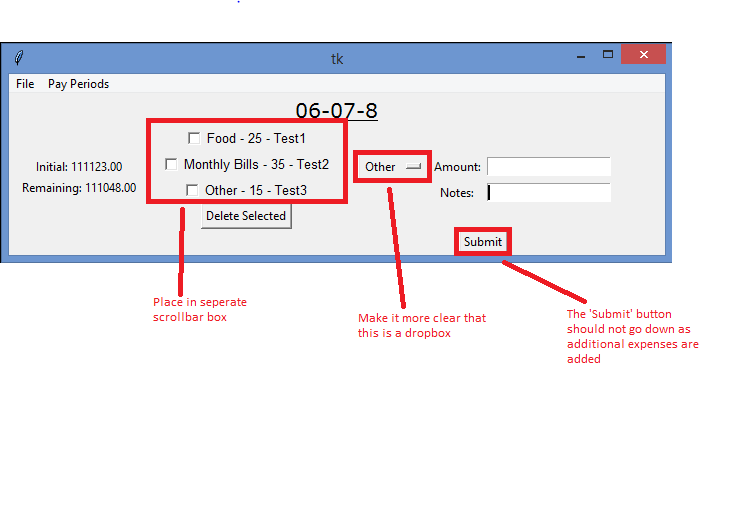 tk
File Pay Periods
06-07-8
Food - 25 - Test1
Initial: 111123.00 Monthly Bills - 35 - Test2 Other Amount:
Remaining: 111048.00 Other - 15 - Test3 Notes:
Delete Selected
Submit
Place in seperate
scrollbar box
Make it more clear that
this is a dropbox
The 'Submit' button
should not go down as
additional expenses are
added